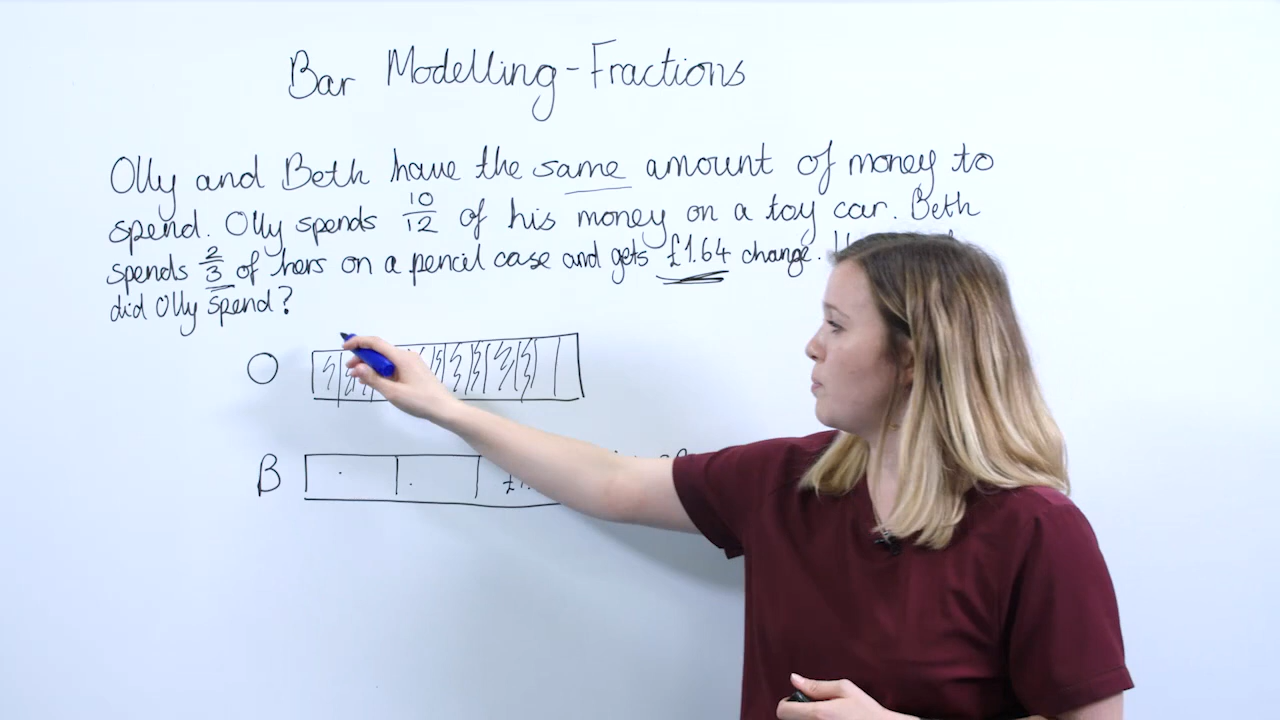 Bar Modelling-Fractions
Olly and Beth have the same amount of money to
spend. Olly spends 10/12 of his money on a toy car. Beth
spends 2/3 of hers on a pencil case and gets £1.64 change.
did Olly spend?
O
B